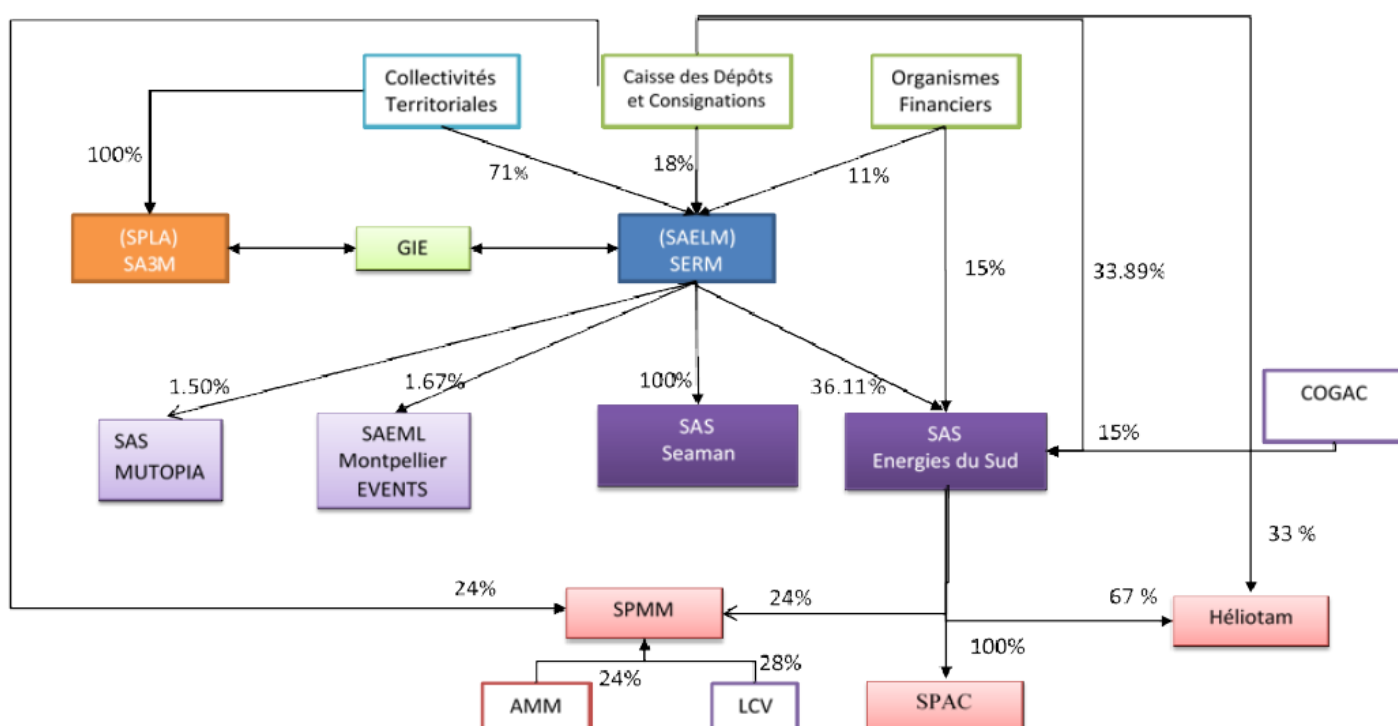 Collectivités
Territoriales
Caisse des Dépôts
et Consignations
Organismes
Financiers
100%
71%
18%
11%
(SPLA)
SA3M
GIE
(SAELM)
SERM
15%
33.89%
1.50%
1.67%
100%
36.11%
COGAC
SAS
MUTOPIA
SAEML
Montpellier
EVENTS
SAS
Seaman
SAS
Energies du Sud
15%
33 %
24%
SPMM
24%
67 %
Héliotam
100%
24%
28%
AMM
LCV
SPAC